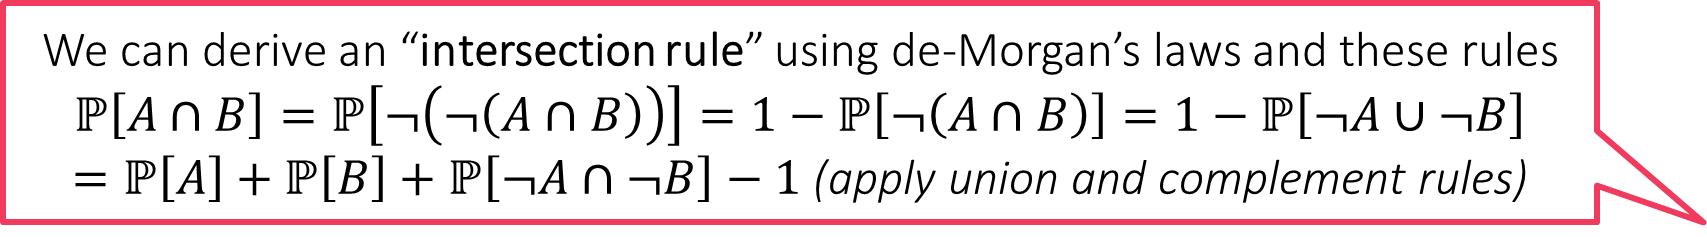 We can derive an “intersection rule” using de-Morgan’s laws and these rules
ℙ[A ∩ B] = ℙ[¬(¬(A ∩ B))] = 1 − ℙ[¬(A ∩ B)] = 1 − ℙ[¬A ∪ ¬B]
= ℙ[A] + ℙ[B] + ℙ[¬A ∩ ¬B] − 1 (apply union and complement rules)